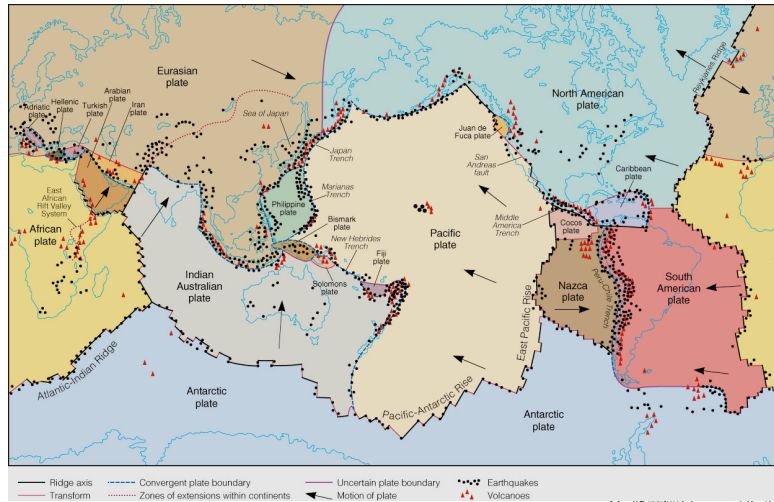 Eurasian
plate
North American
plate
Reykjanes Ridge
Adriatic
plate
Hellenic
plate
Turkish
plate
Arabian
plate
Iran
plate
Sea of Japan
Japan
Trench
Juan de
Fuca plate
San
Andreas
fault
Caribbean
plate
East
African
Rift Valley
System
African
plate
Philippine
plate
Marianas
Trench
Bismark
plate
New Hebrides
Trench
Fiji
plate
Solomons
plate
Pacific
plate
Middle
America
Trench
Cocos
plate
Indian
Australian
plate
Nazca
plate
Peru-Chile Trench
South
American
plate
East Pacific Rise
Atlantic-Indian Ridge
Antarctic
plate
Pacific-Antarctic Rise
Antarctic
plate
Ridge axis
Convergent plate boundary
Uncertain plate boundary
Earthquakes
Transform
Zones of extensions within continents
Motion of plate
Volcanoes